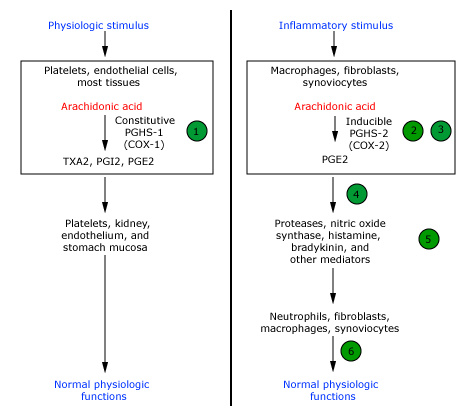 Physiologic stimulus
Platelets, endothelial cells,
most tissues
Arachidonic acid
Constitutive
PGHS-1
(COX-1)
1
TXA2, PGI2, PGE2
Platelets, kidney,
endothelium, and
stomach mucosa
Normal physiologic
functions
Inflammatory stimulus
Macrophages, fibroblasts,
synoviocytes
Arachidonic acid
Inducible
PGHS-2
(COX-2)
2
3
PGE2
4
Proteases, nitric oxide
synthase, histamine,
bradykinin, and
other mediators
5
Neutrophils, fibroblasts,
macrophages, synoviocytes
6
Normal physiologic
functions